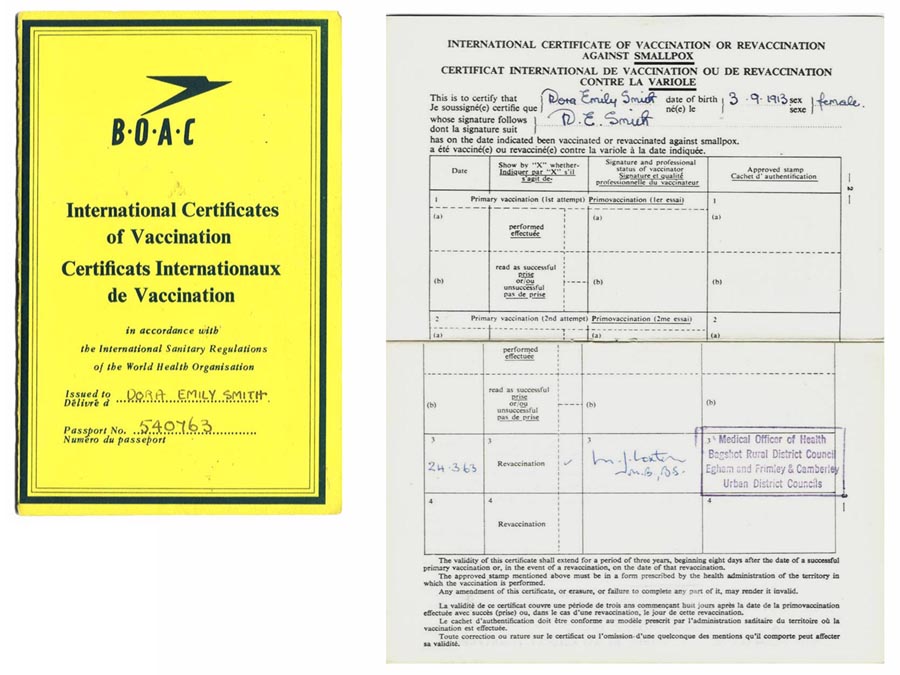 B·O·A·C
International Certificates
of Vaccination
Certificats Internationaux
de Vaccination
in accordance with
the International Sanitary Regulations
of the World Health Organisation
Issued to
Délivré à
DORA EMILY SMITH
Passport No. 540763
Numéro du passeport
INTERNATIONAL CERTIFICATE OF VACCINATION OR REVACCINATION
AGAINST SMALLPOX
CERTIFICAT INTERNATIONAL DE VACCINATION OU DE REVACCINATION
CONTRE LA VARIOLE
This is to certify that Dora Emily Smith date of birth 3·9·1913 sex female.
Je soussigné(e) certifie que né(e) le sexe
whose signature follows D. E. Smith
dont la signature suit
has on the date indicated been vaccinated or revaccinated against smallpox.
a été vacciné(e) ou revacciné(e) contre la variole à la date indiquée.
Date
Show by "X" whether-
Indiquer par "X" s'il
s'agit de-
Signature and professional
status of vaccinator
Signature et qualité
professionnelle du vaccinateur
Approved stamp
Cachet d'authentification
1 Primary vaccination (1st attempt) Primovaccination (1er essai) 1
(a) (a) (a)
performed
effectuée
read as successful
prise
or/ou
unsuccessful
pas de prise
(b) (b) (b)
2 Primary vaccination (2nd attempt) Primovaccination (2me essai) 2
(a) (a) (a)
2
performed
effectuée
read as successful
prise
or/ou
unsuccessful
pas de prise
(b) (b) (b)
3 3 3 3
24·3·63 Revaccination ✓
M.B., B.S.
Medical Officer of Health
Bagshot Rural District Council
Egham and Frimley & Camberley
Urban District Councils
4 4 4
Revaccination
3
The validity of this certificate shall extend for a period of three years, beginning eight days after the date of a successful
primary vaccination or, in the event of a revaccination, on the date of that revaccination.
The approved stamp mentioned above must be in a form prescribed by the health administration of the territory in
which the vaccination is performed.
Any amendment of this certificate, or erasure, or failure to complete any part of it, may render it invalid.
La validité de ce certificat couvre une période de trois ans commençant huit jours après la date de la primovaccination
effectuée avec succès (prise) ou, dans le cas d'une revaccination, le jour de cette revaccination.
Le cachet d'authentification doit être conforme au modèle prescrit par l'administration saditaire du territoire où la
vaccination est effectuée.
Toute correction ou rature sur le certificat ou l'omission d'une quelconque des mentions qu'il comporte peut affecter
sa validité.